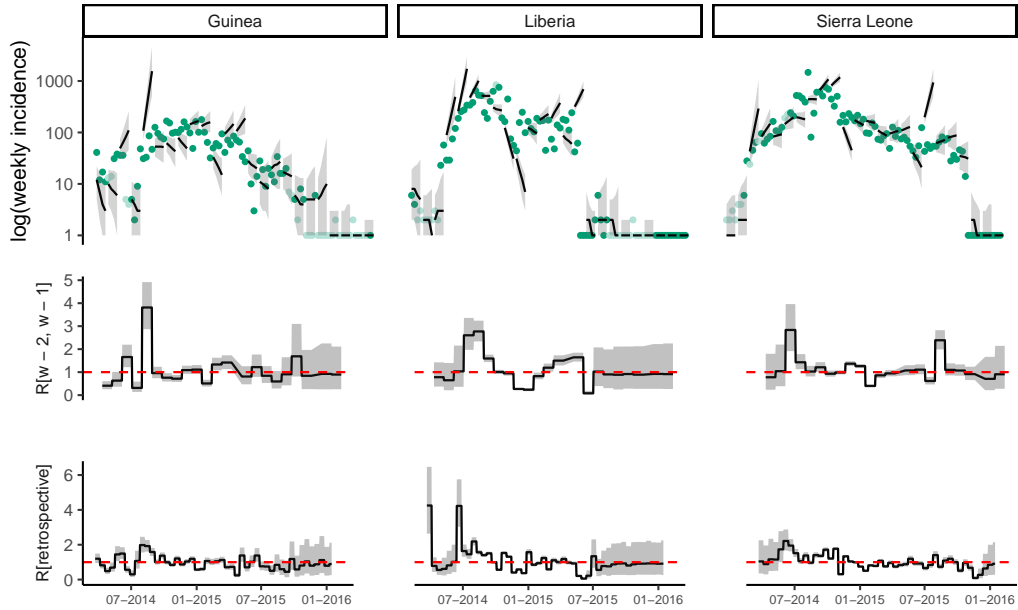 Guinea Liberia Sierra Leone
log(weekly incidence)
1000
100
10
1
R[w − 2, w − 1]
5
4
3
2
1
0
R[retrospective]
6
4
2
0
07−2014 01−2015 07−2015 01−2016 07−2014 01−2015 07−2015 01−2016 07−2014 01−2015 07−2015 01−2016